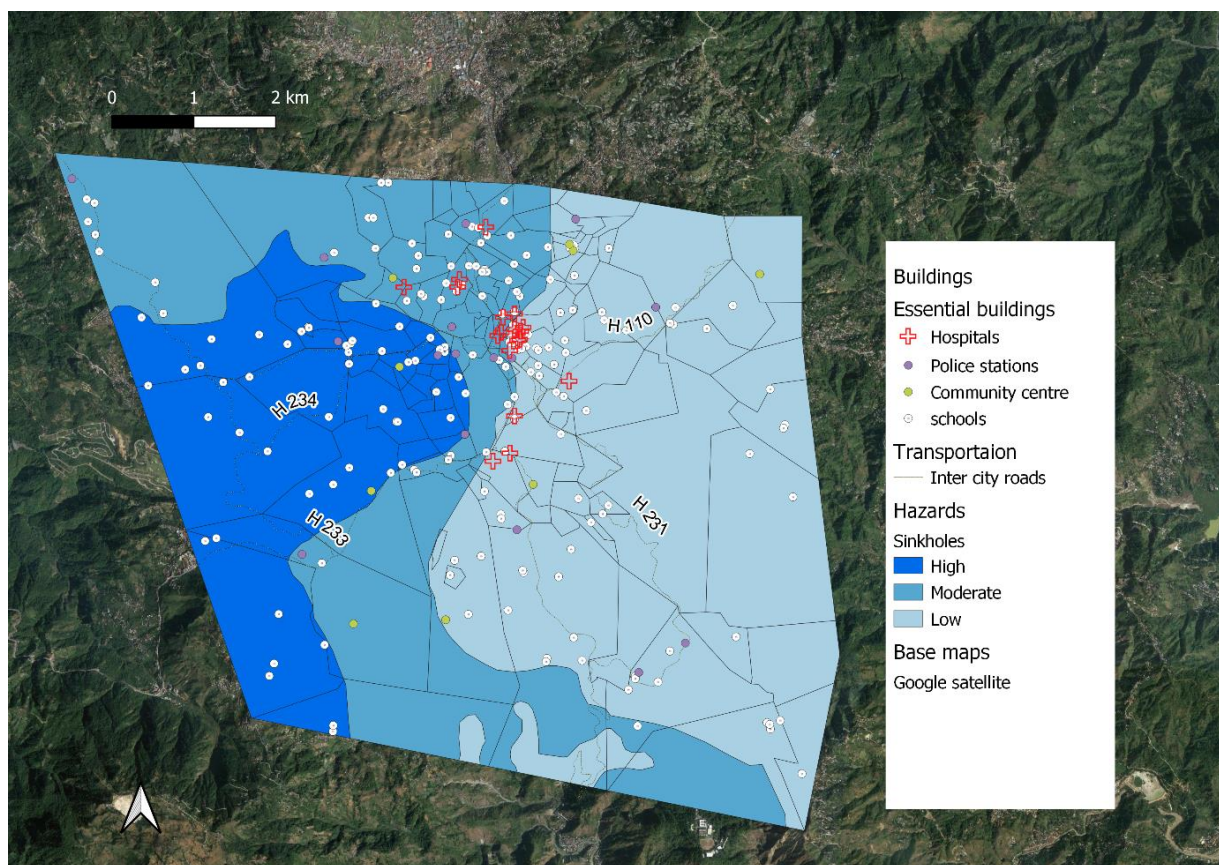 0 1 2 km
H 110
H 234
H 233
H 231
Buildings
Essential buildings
Hospitals
Police stations
Community centre
schools
Transportaion
Inter city roads
Hazards
Sinkholes
High
Moderate
Low
Base maps
Google satellite